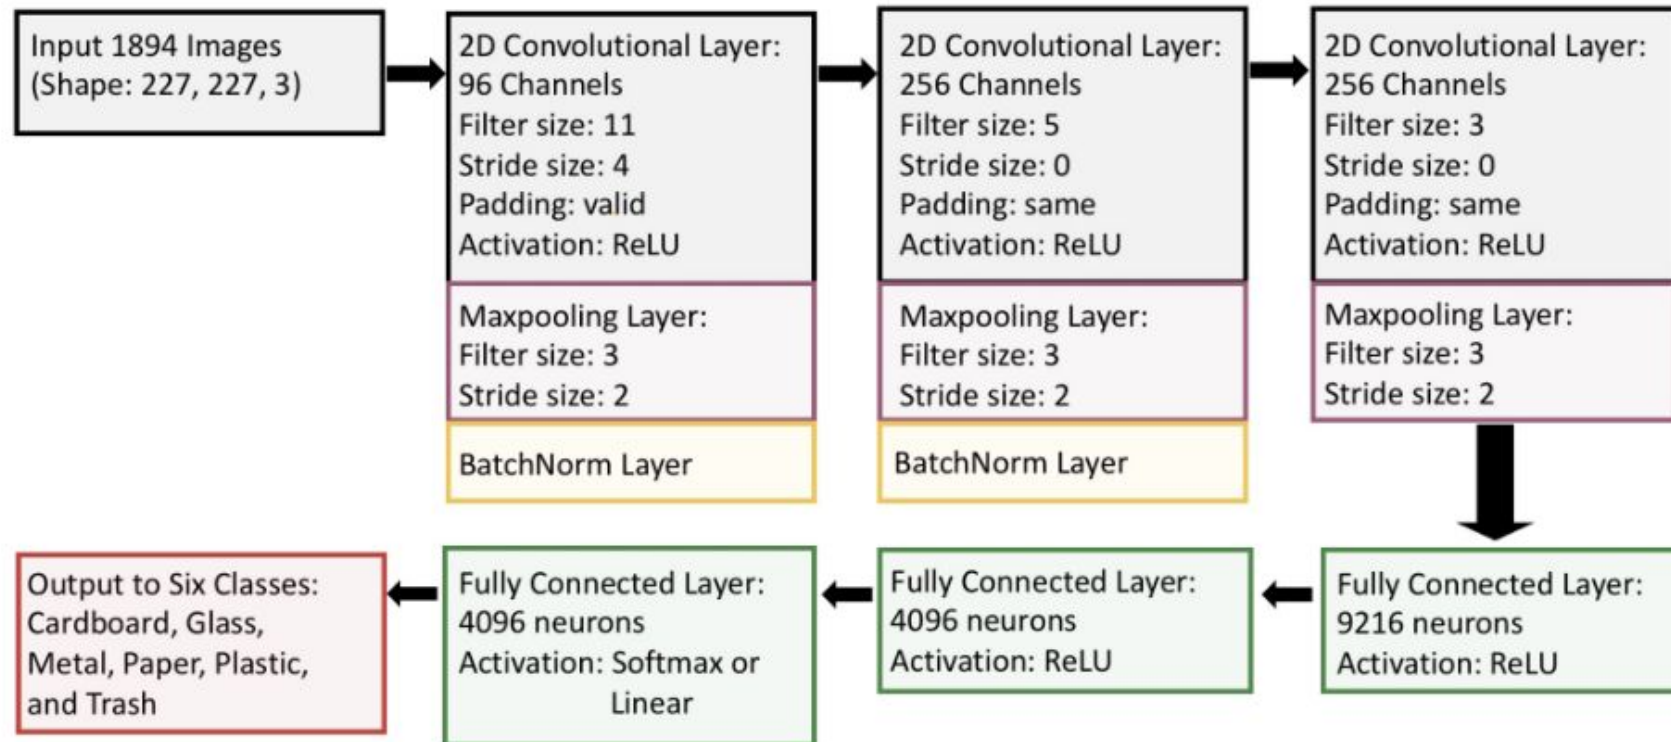 Input 1894 Images
(Shape: 227, 227, 3)
2D Convolutional Layer:
96 Channels
Filter size: 11
Stride size: 4
Padding: valid
Activation: ReLU
Maxpooling Layer:
Filter size: 3
Stride size: 2
BatchNorm Layer
2D Convolutional Layer:
256 Channels
Filter size: 5
Stride size: 0
Padding: same
Activation: ReLU
Maxpooling Layer:
Filter size: 3
Stride size: 2
BatchNorm Layer
2D Convolutional Layer:
256 Channels
Filter size: 3
Stride size: 0
Padding: same
Activation: ReLU
Maxpooling Layer:
Filter size: 3
Stride size: 2
Fully Connected Layer:
9216 neurons
Activation: ReLU
Fully Connected Layer:
4096 neurons
Activation: ReLU
Fully Connected Layer:
4096 neurons
Activation: Softmax or
Linear
Output to Six Classes:
Cardboard, Glass,
Metal, Paper, Plastic,
and Trash